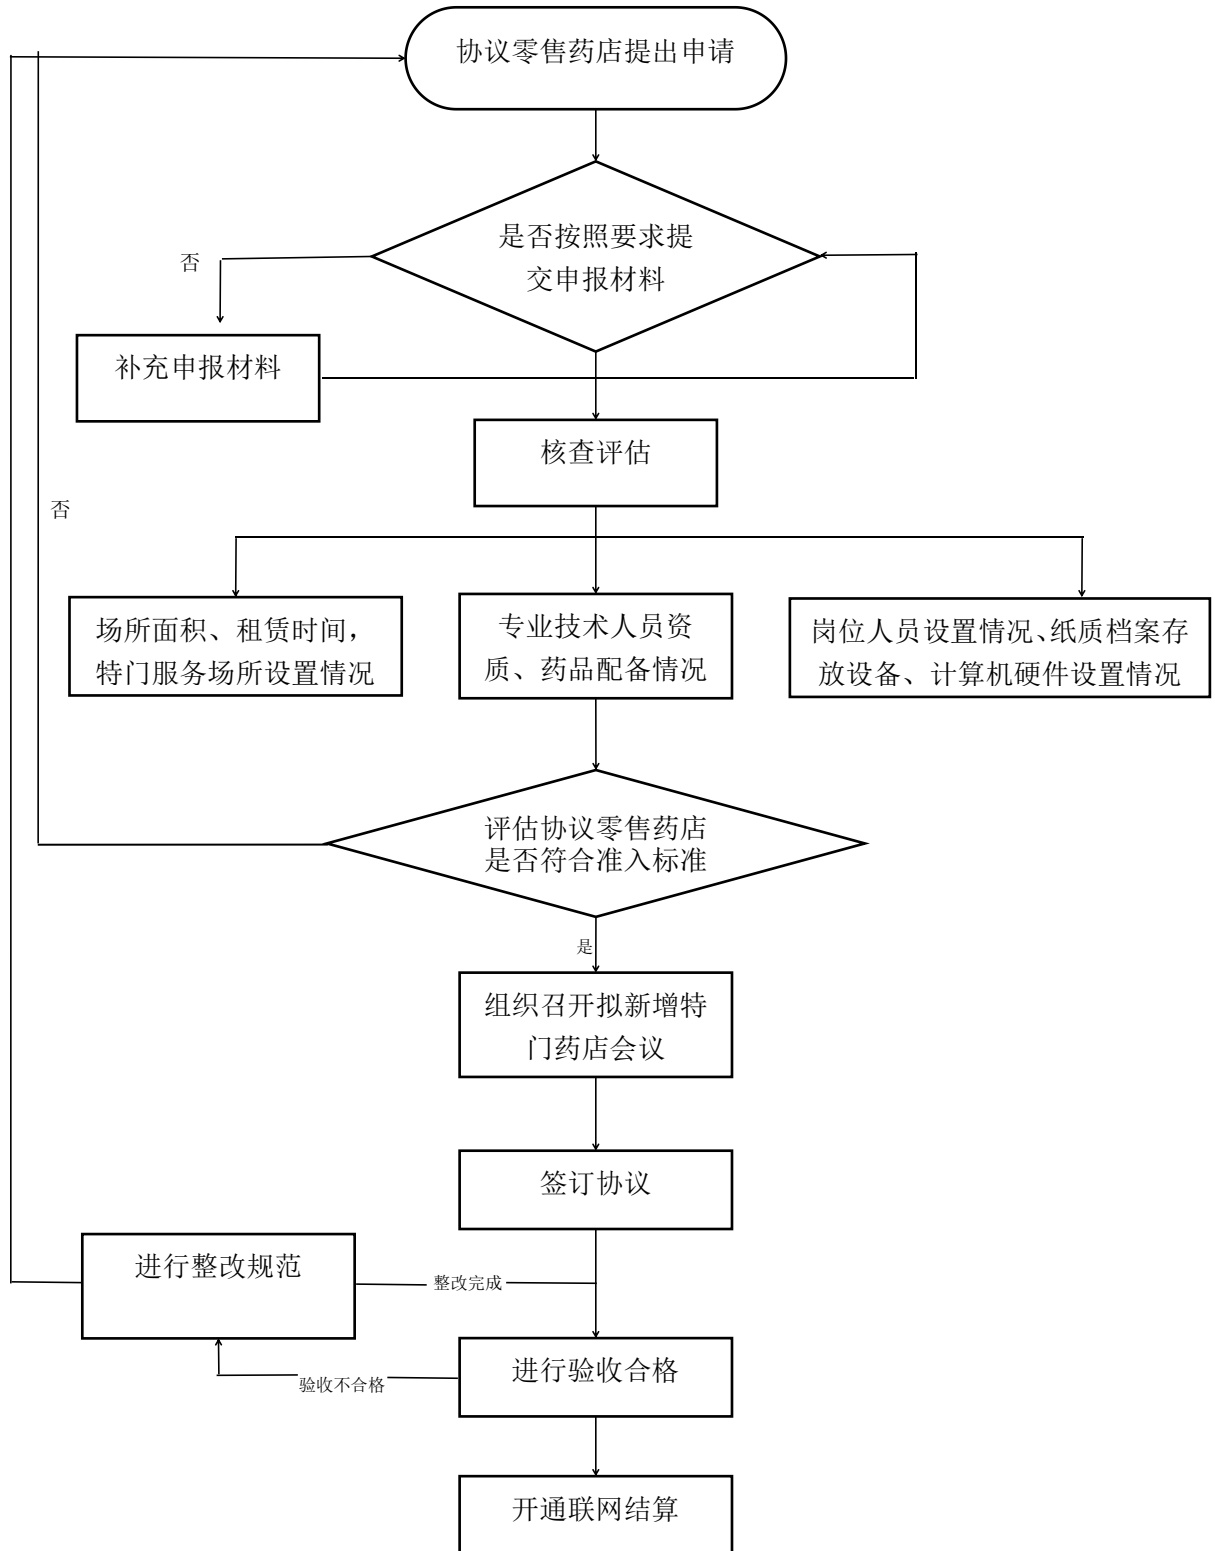 协议零售药店提出申请
是否按照要求提
交申报材料
否
补充申报材料
核查评估
否
场所面积、租赁时间，
特门服务场所设置情况
专业技术人员资
质、药品配备情况
岗位人员设置情况、纸质档案存
放设备、计算机硬件设置情况
评估协议零售药店
是否符合准入标准
是
组织召开拟新增特
门药店会议
签订协议
进行整改规范
整改完成
进行验收合格
验收不合格
开通联网结算